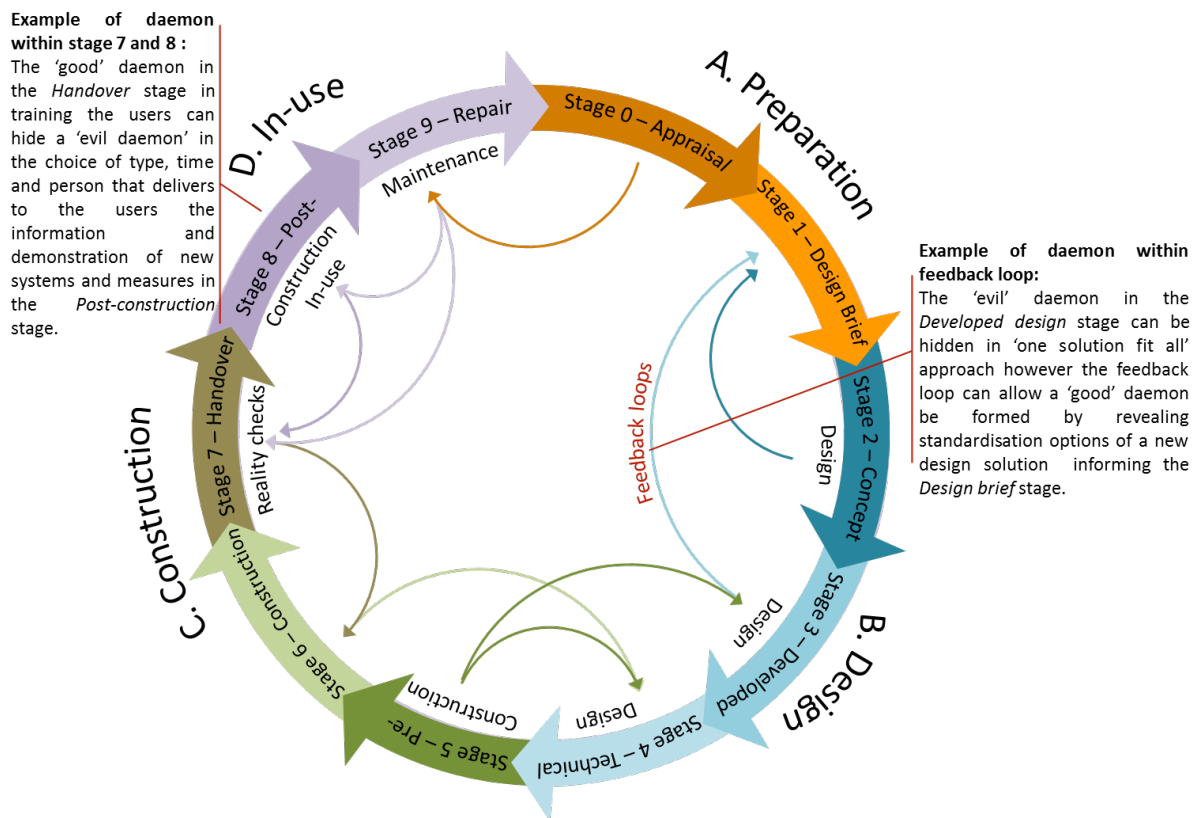 Example of daemon
within stage 7 and 8 :
The ‘good’ daemon in
the Handover stage in
training the users can
hide a ‘evil daemon’ in
the choice of type, time
and person that delivers
to the users the
information and
demonstration of new
systems and measures in
the Post-construction
stage.
A. Preparation
Stage 0 – Appraisal
Stage 1 – Design Brief
Stage 2 – Concept
Design
B. Design
Stage 3 – Developed
Design
Stage 4 – Technical
Design
Stage 5 – Pre-
Construction
C. Construction
Stage 6 – Construction
Stage 7 – Handover
Reality checks
D. In-use
Stage 8 – Post-
Construction
In-use
Stage 9 – Repair
Maintenance
Feedback loops
Example of daemon within
feedback loop:
The ‘evil’ daemon in the
Developed design stage can be
hidden in ‘one solution fit all’
approach however the feedback
loop can allow a ‘good’ daemon
be formed by revealing
standardisation options of a new
design solution informing the
Design brief stage.